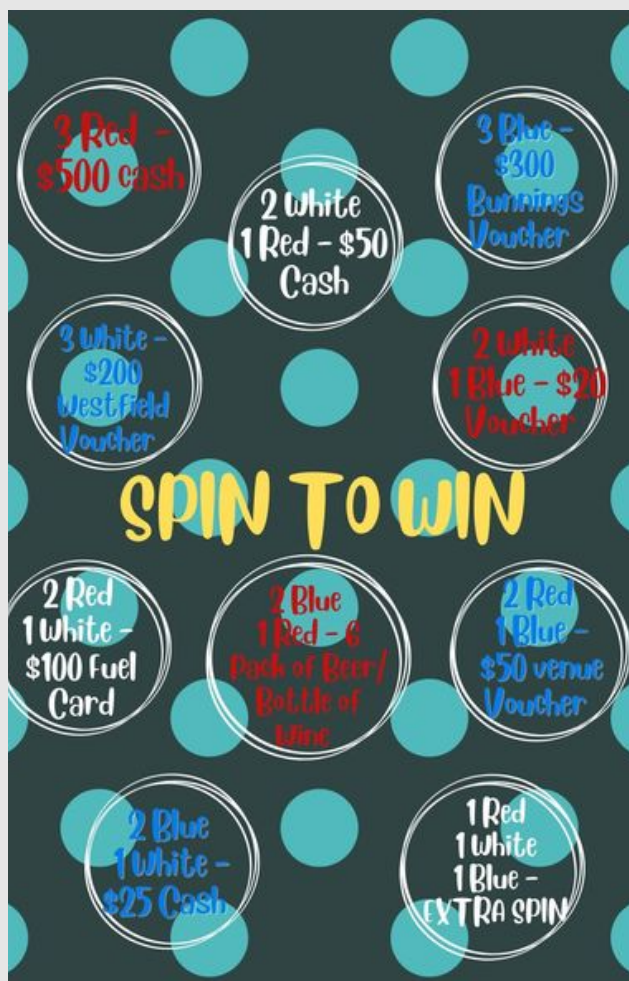 3 Red -
$500 cash
2 White
1 Red - $50
Cash
3 Blue -
$300
Bunnings
Voucher
3 White -
$200
Westfield
Voucher
2 White
1 Blue - $20
Voucher
SPIN TO WIN
2 Red
1 White -
$100 Fuel
Card
2 Blue
1 Red - 6
Pack of Beer/
Bottle of
Wine
2 Red
1 Blue -
$50 venue
Voucher
2 Blue
1 White -
$25 Cash
1 Red
1 White
1 Blue -
EXTRA SPIN